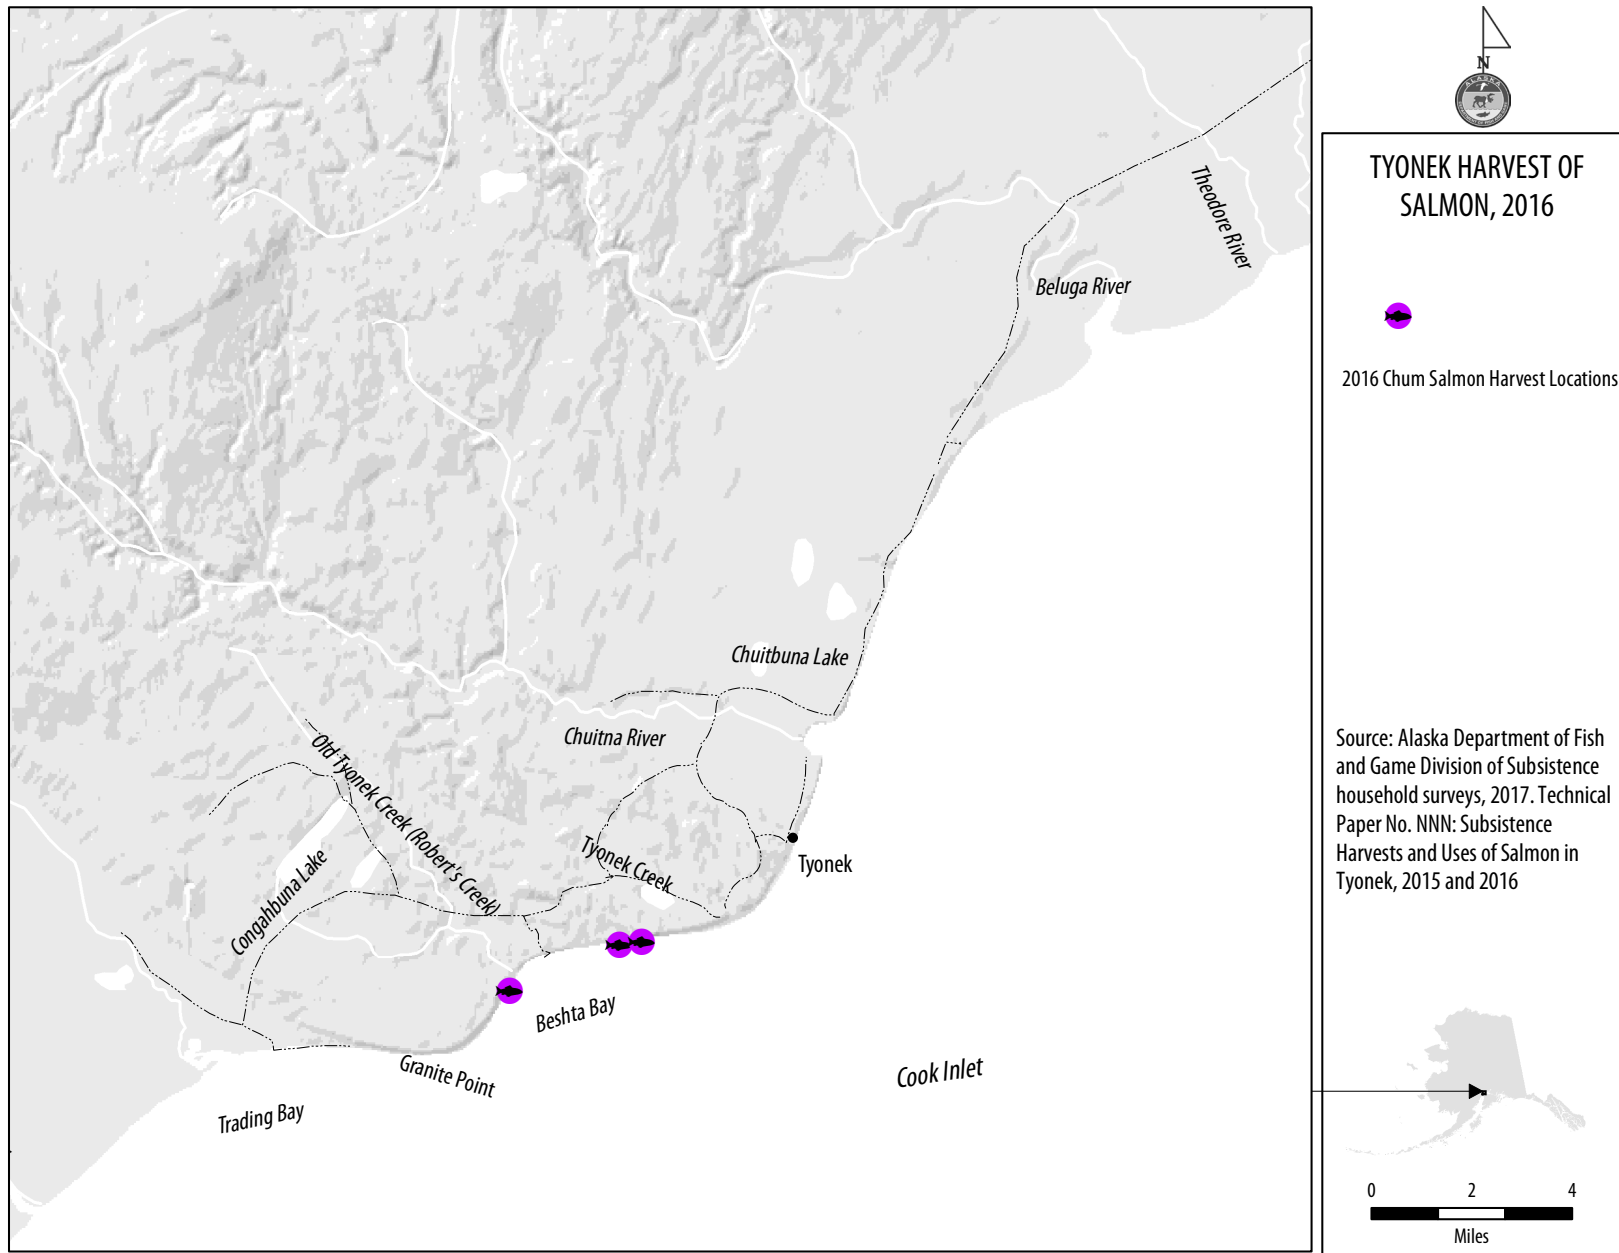 N
ALASKA
TYONEK HARVEST OF
SALMON, 2016
2016 Chum Salmon Harvest Locations
Theodore River
Beluga River
Chuitbuna Lake
Chuitna River
Old Tyonek Creek (Robert's Creek)
Tyonek Creek
Tyonek
Congahbuna Lake
Beshta Bay
Granite Point
Trading Bay
Cook Inlet
Source: Alaska Department of Fish
and Game Division of Subsistence
household surveys, 2017. Technical
Paper No. NNN: Subsistence
Harvests and Uses of Salmon in
Tyonek, 2015 and 2016
0 2 4
Miles